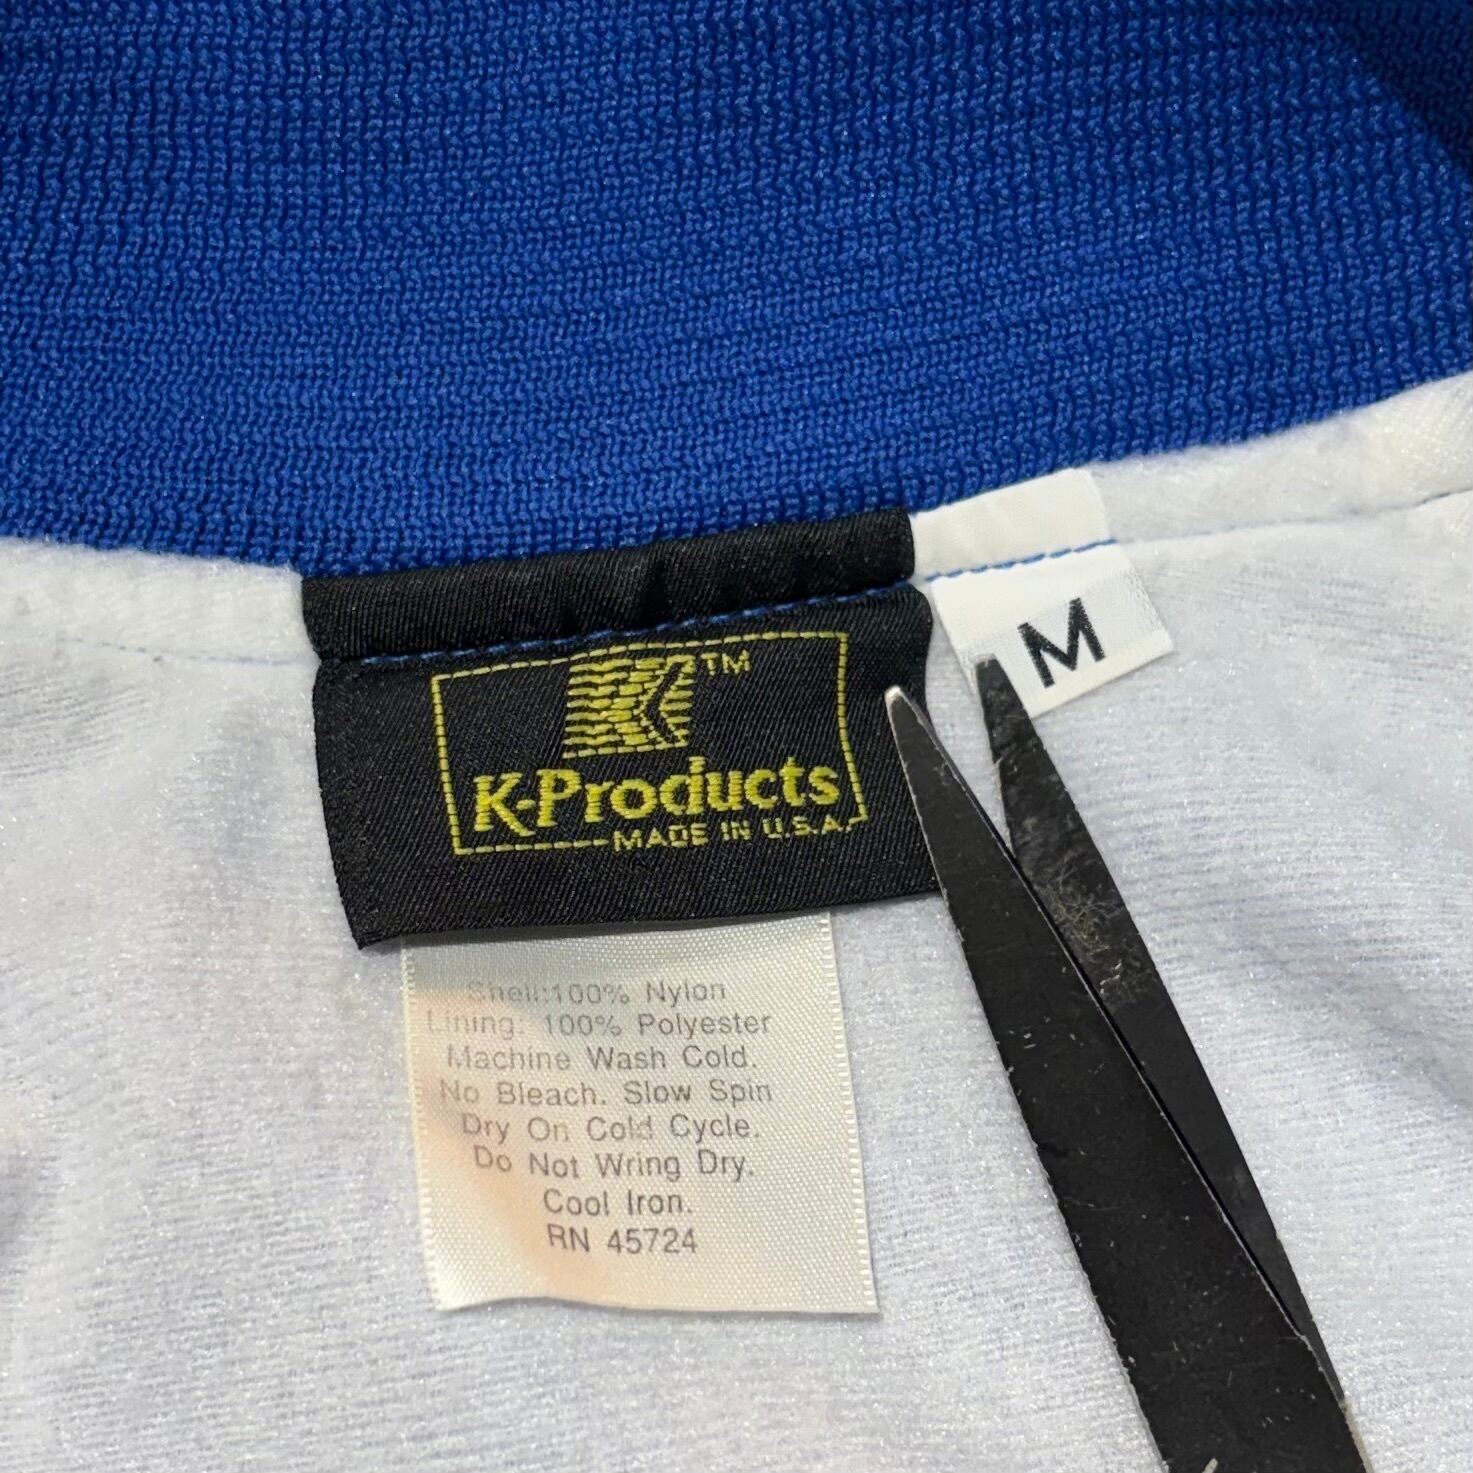 K TM
K-Products
MADE IN U.S.A.
M
Shell:100% Nylon
Lining: 100% Polyester
Machine Wash Cold.
No Bleach. Slow Spin
Dry On Cold Cycle.
Do Not Wring Dry.
Cool Iron.
RN 45724